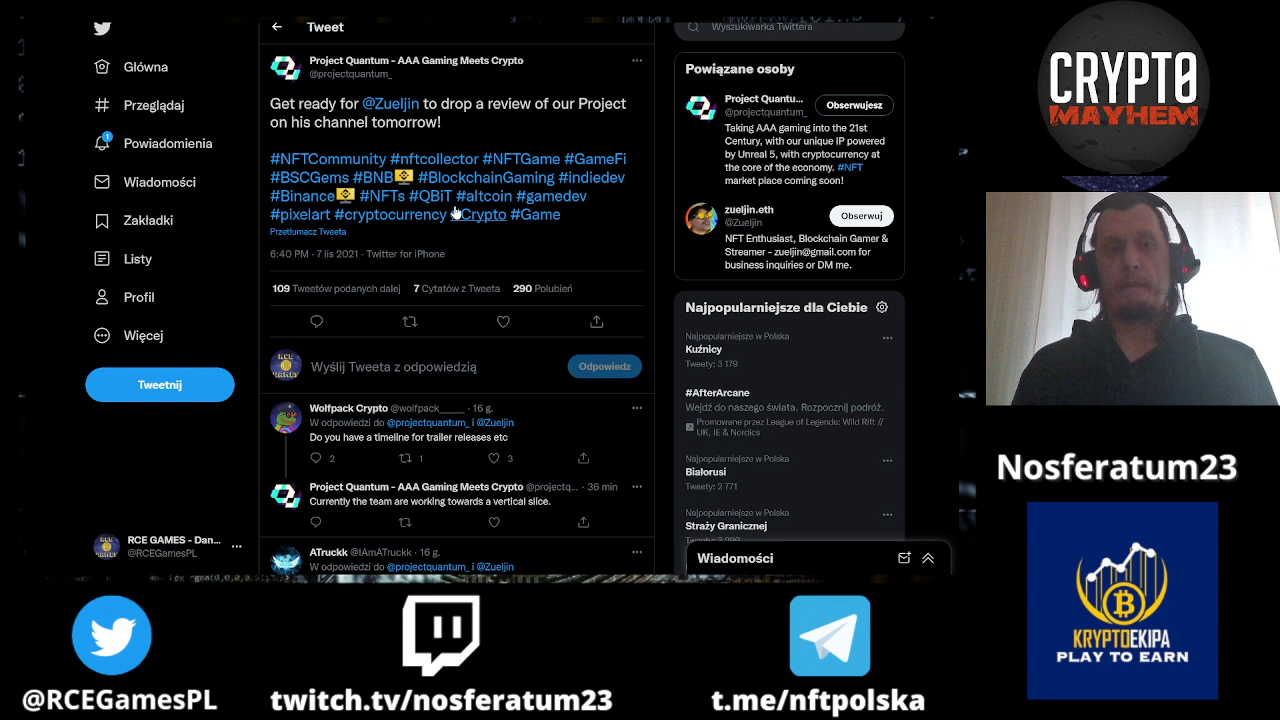 Tweet
Wyszukiwarka Twittera
Główna
Przeglądaj
1
Powiadomienia
Wiadomości
Zakładki
Listy
Profil
Więcej
Tweetnij
RCE GAMES - Dan...
@RCEGamesPL
Project Quantum - AAA Gaming Meets Crypto
@projectquantum_
Get ready for @Zueljin to drop a review of our Project
on his channel tomorrow!
#NFTCommunity #nftcollector #NFTGame #GameFi
#BSCGems #BNB #BlockchainGaming #indiedev
#Binance #NFTs #QBiT #altcoin #gamedev
#pixelart #cryptocurrency #Crypto #Game
Przetłumacz Tweeta
6:40 PM · 7 lis 2021 · Twitter for iPhone
109 Tweetów podanych dalej 7 Cytatów z Tweeta 290 Polubień
Wyślij Tweeta z odpowiedzią
Odpowiedz
Wolfpack Crypto @wolfpack_____ · 16 g.
W odpowiedzi do @projectquantum_ i @Zueljin
Do you have a timeline for trailer releases etc
2 1 3
Project Quantum - AAA Gaming Meets Crypto @projectq... · 36 min
Currently the team are working towards a vertical slice.
ATruckk @IAmATruckk · 16 g.
W odpowiedzi do @projectquantum_ i @Zueljin
Powiązane osoby
Project Quantu...
@projectquantum_
Obserwujesz
Taking AAA gaming into the 21st
Century, with our unique IP powered
by Unreal 5, with cryptocurrency at
the core of the economy. #NFT
market place coming soon!
zueljin.eth
@Zueljin
Obserwuj
NFT Enthusiast, Blockchain Gamer &
Streamer - zueljin@gmail.com for
business inquiries or DM me.
Najpopularniejsze dla Ciebie
Najpopularniejsze w Polska
Kuźnicy
Tweety: 3 179
#AfterArcane
Wejdź do naszego świata. Rozpocznij podróż.
Promowane przez League of Legends: Wild Rift //
UK, IE & Nordics
Najpopularniejsze w Polska
Białorusi
Tweety: 2 771
Najpopularniejsze w Polska
Straży Granicznej
Wiadomości
CRYPTO
MAYHEM
Nosferatum23
KRYPTOEKIPA
PLAY TO EARN
@RCEGamesPL
twitch.tv/nosferatum23
t.me/nftpolska